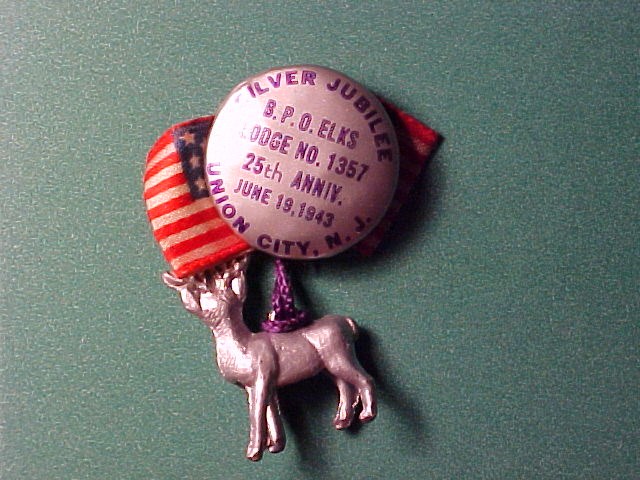 SILVER JUBILEE
B. P. O. ELKS
LODGE NO. 1357
25th ANNIV.
JUNE 19, 1943
UNION CITY, N. J.